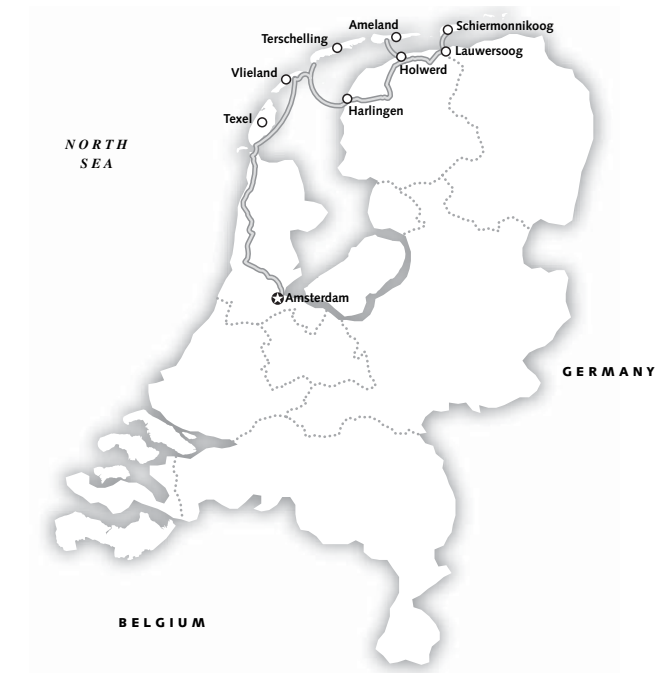 Schiermonnikoog
Ameland
Terschelling
Lauwersoog
Holwerd
Vlieland
Harlingen
Texel
NORTH
SEA
Amsterdam
GERMANY
BELGIUM